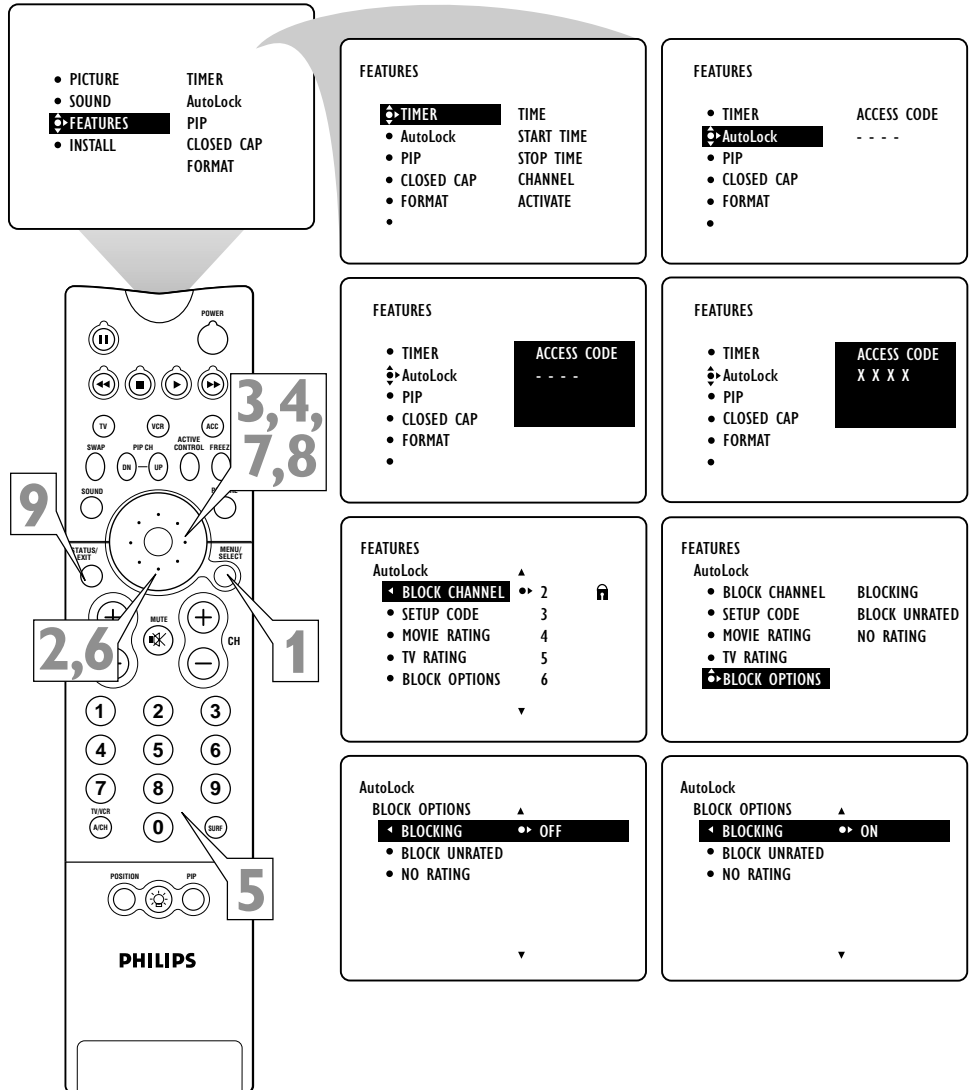 • PICTURE TIMER
• SOUND AutoLock
FEATURES PIP
• INSTALL CLOSED CAP
FORMAT
FEATURES
TIMER TIME
• AutoLock START TIME
• PIP STOP TIME
• CLOSED CAP CHANNEL
• FORMAT ACTIVATE
•
FEATURES
• TIMER ACCESS CODE
AutoLock - - - -
• PIP
• CLOSED CAP
• FORMAT
•
FEATURES
• TIMER ACCESS CODE
AutoLock - - - -
• PIP
• CLOSED CAP
• FORMAT
•
FEATURES
• TIMER ACCESS CODE
AutoLock X X X X
• PIP
• CLOSED CAP
• FORMAT
•
FEATURES
AutoLock
BLOCK CHANNEL 2
• SETUP CODE 3
• MOVIE RATING 4
• TV RATING 5
• BLOCK OPTIONS 6
FEATURES
AutoLock
• BLOCK CHANNEL BLOCKING
• SETUP CODE BLOCK UNRATED
• MOVIE RATING NO RATING
• TV RATING
BLOCK OPTIONS
AutoLock
BLOCK OPTIONS
BLOCKING OFF
• BLOCK UNRATED
• NO RATING
AutoLock
BLOCK OPTIONS
BLOCKING ON
• BLOCK UNRATED
• NO RATING
POWER
TV VCR ACC
SWAP PIP CH ACTIVE CONTROL FREEZ
DN UP
SOUND
STATUS/
EXIT
MENU/
SELECT
MUTE
CH
3,4,
7,8
9
2,6
1
1 2 3
4 5 6
7 8 9
TV/VCR
A/CH 0 SURF
5
POSITION PIP
PHILIPS